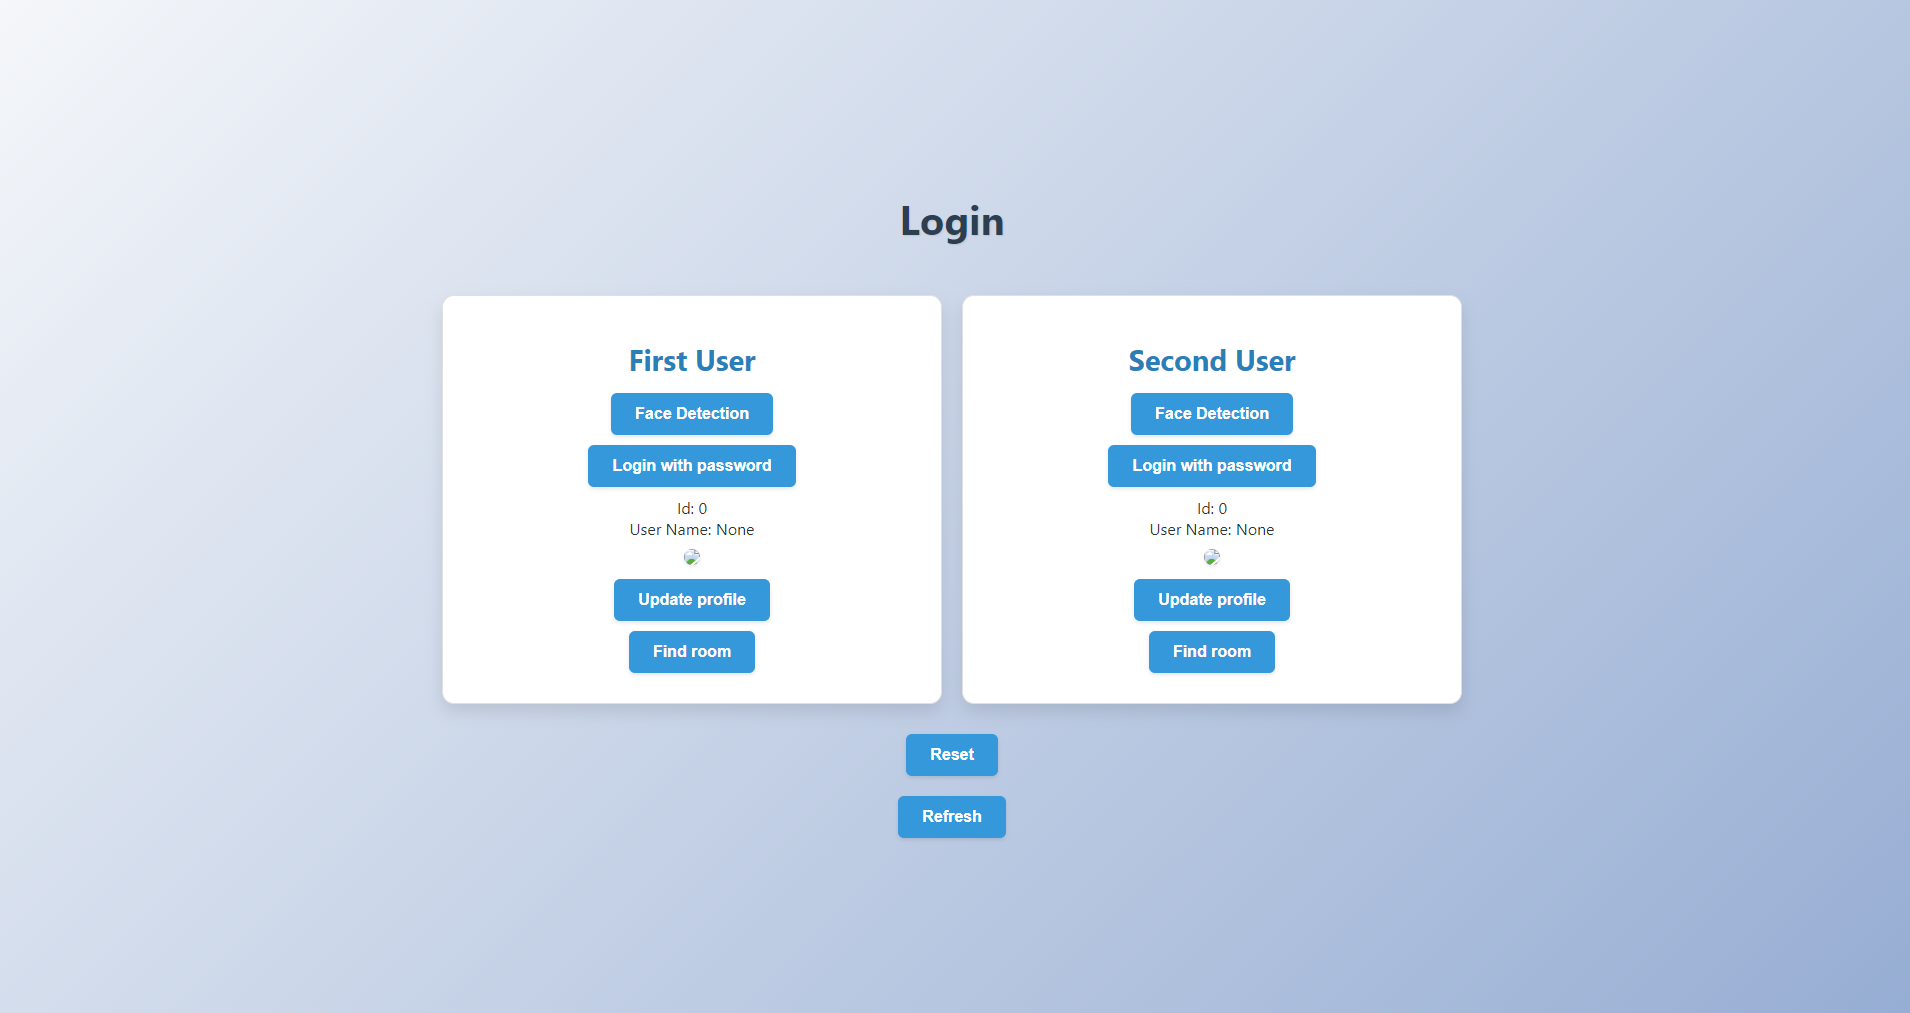 Login
First User
Face Detection
Login with password
Id: 0
User Name: None
Update profile
Find room
Second User
Face Detection
Login with password
Id: 0
User Name: None
Update profile
Find room
Reset
Refresh